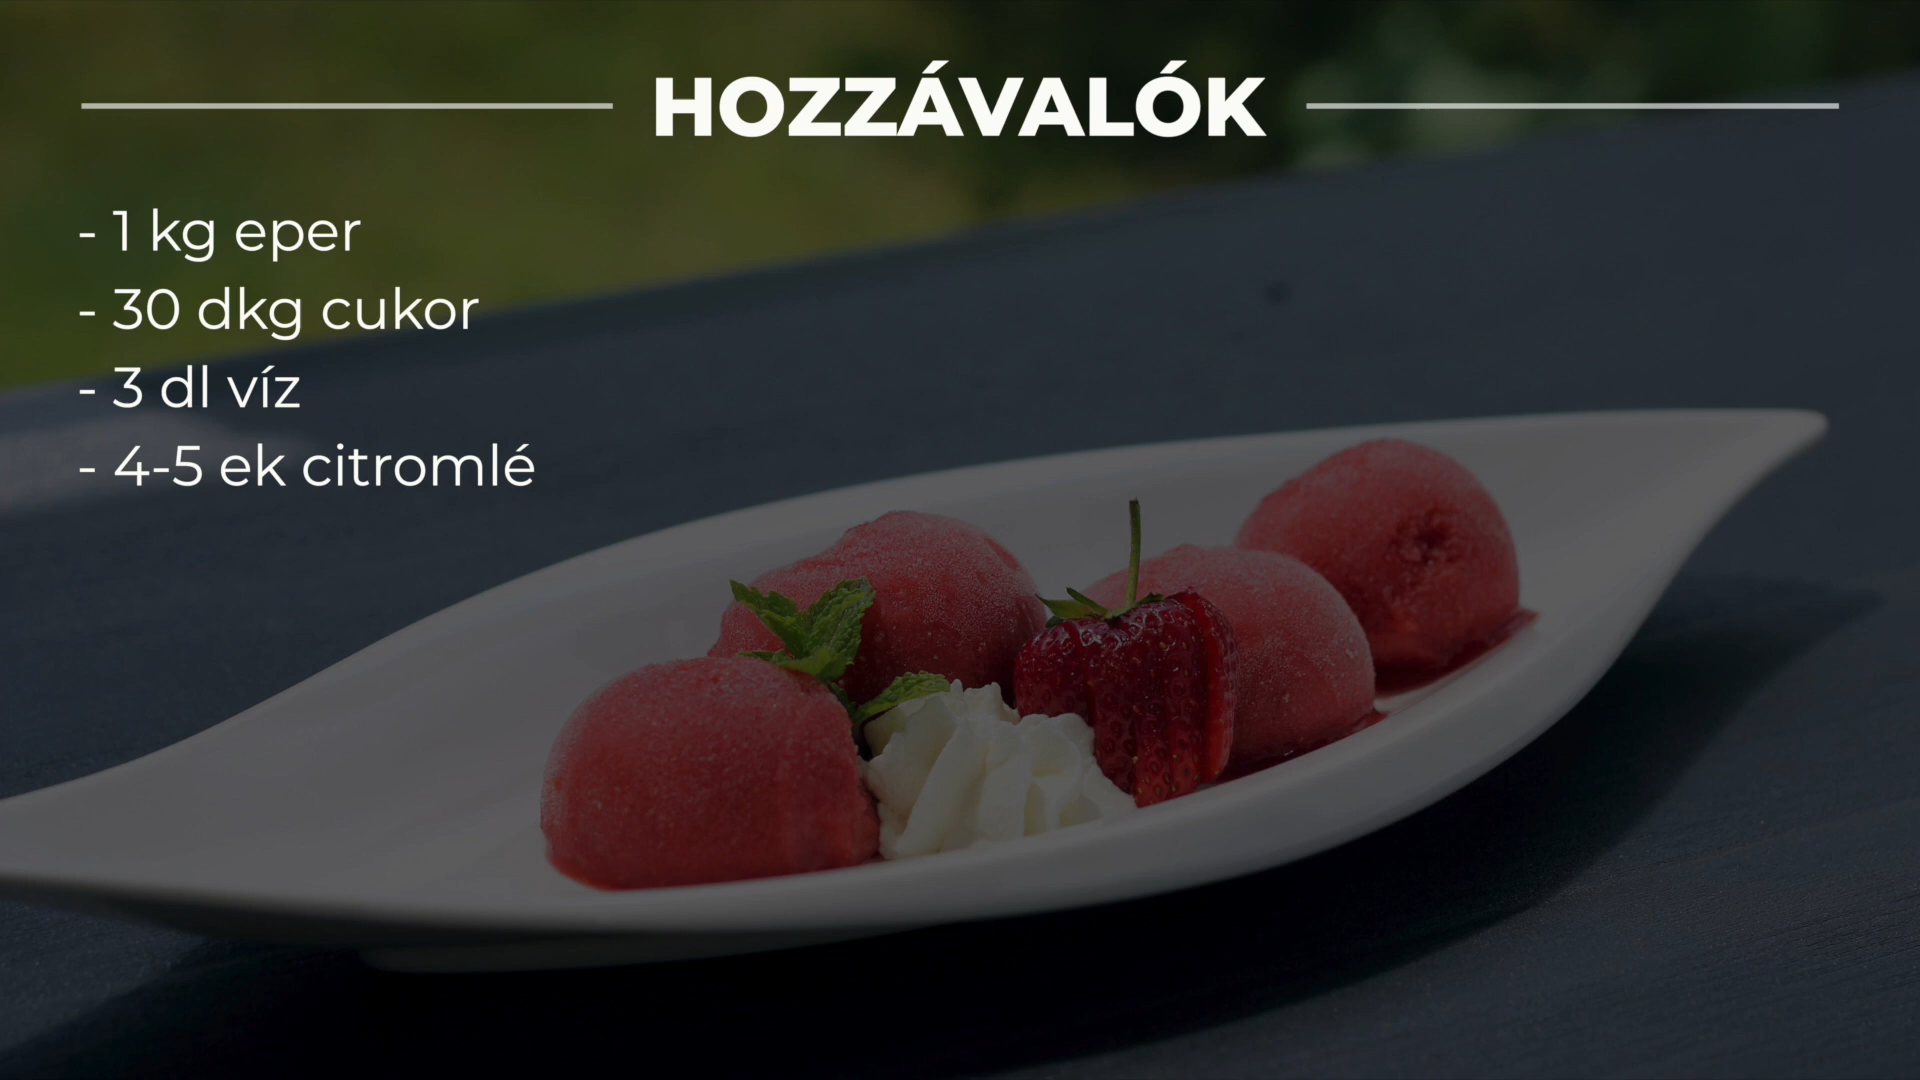 HOZZÁVALÓK
- 1 kg eper
- 30 dkg cukor
- 3 dl víz
- 4-5 ek citromlé